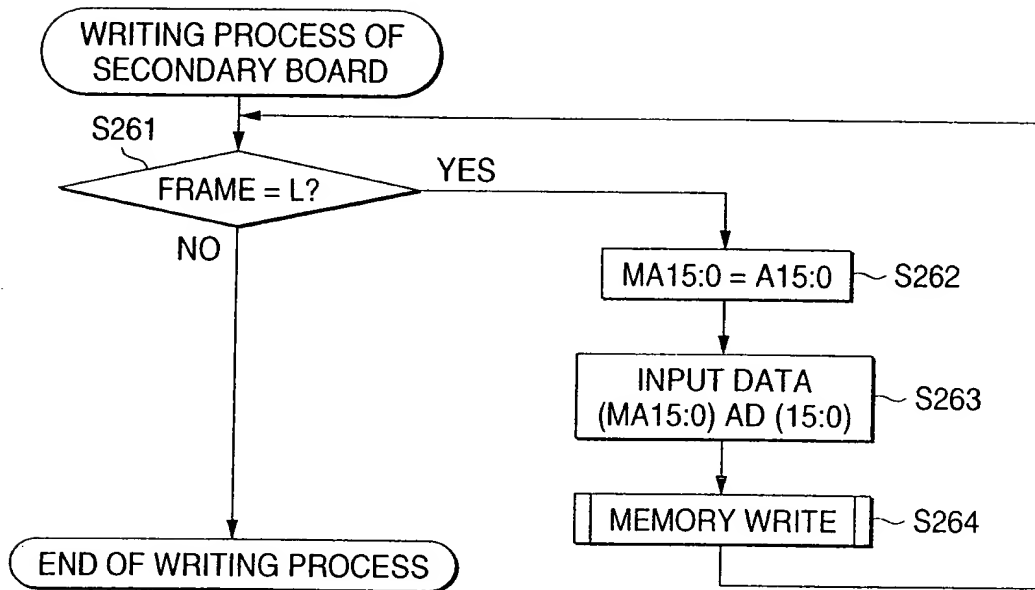 WRITING PROCESS OF
SECONDARY BOARD
S261
FRAME = L?
YES
NO
MA15:0 = A15:0
S262
INPUT DATA
(MA15:0) AD (15:0)
S263
MEMORY WRITE
S264
END OF WRITING PROCESS